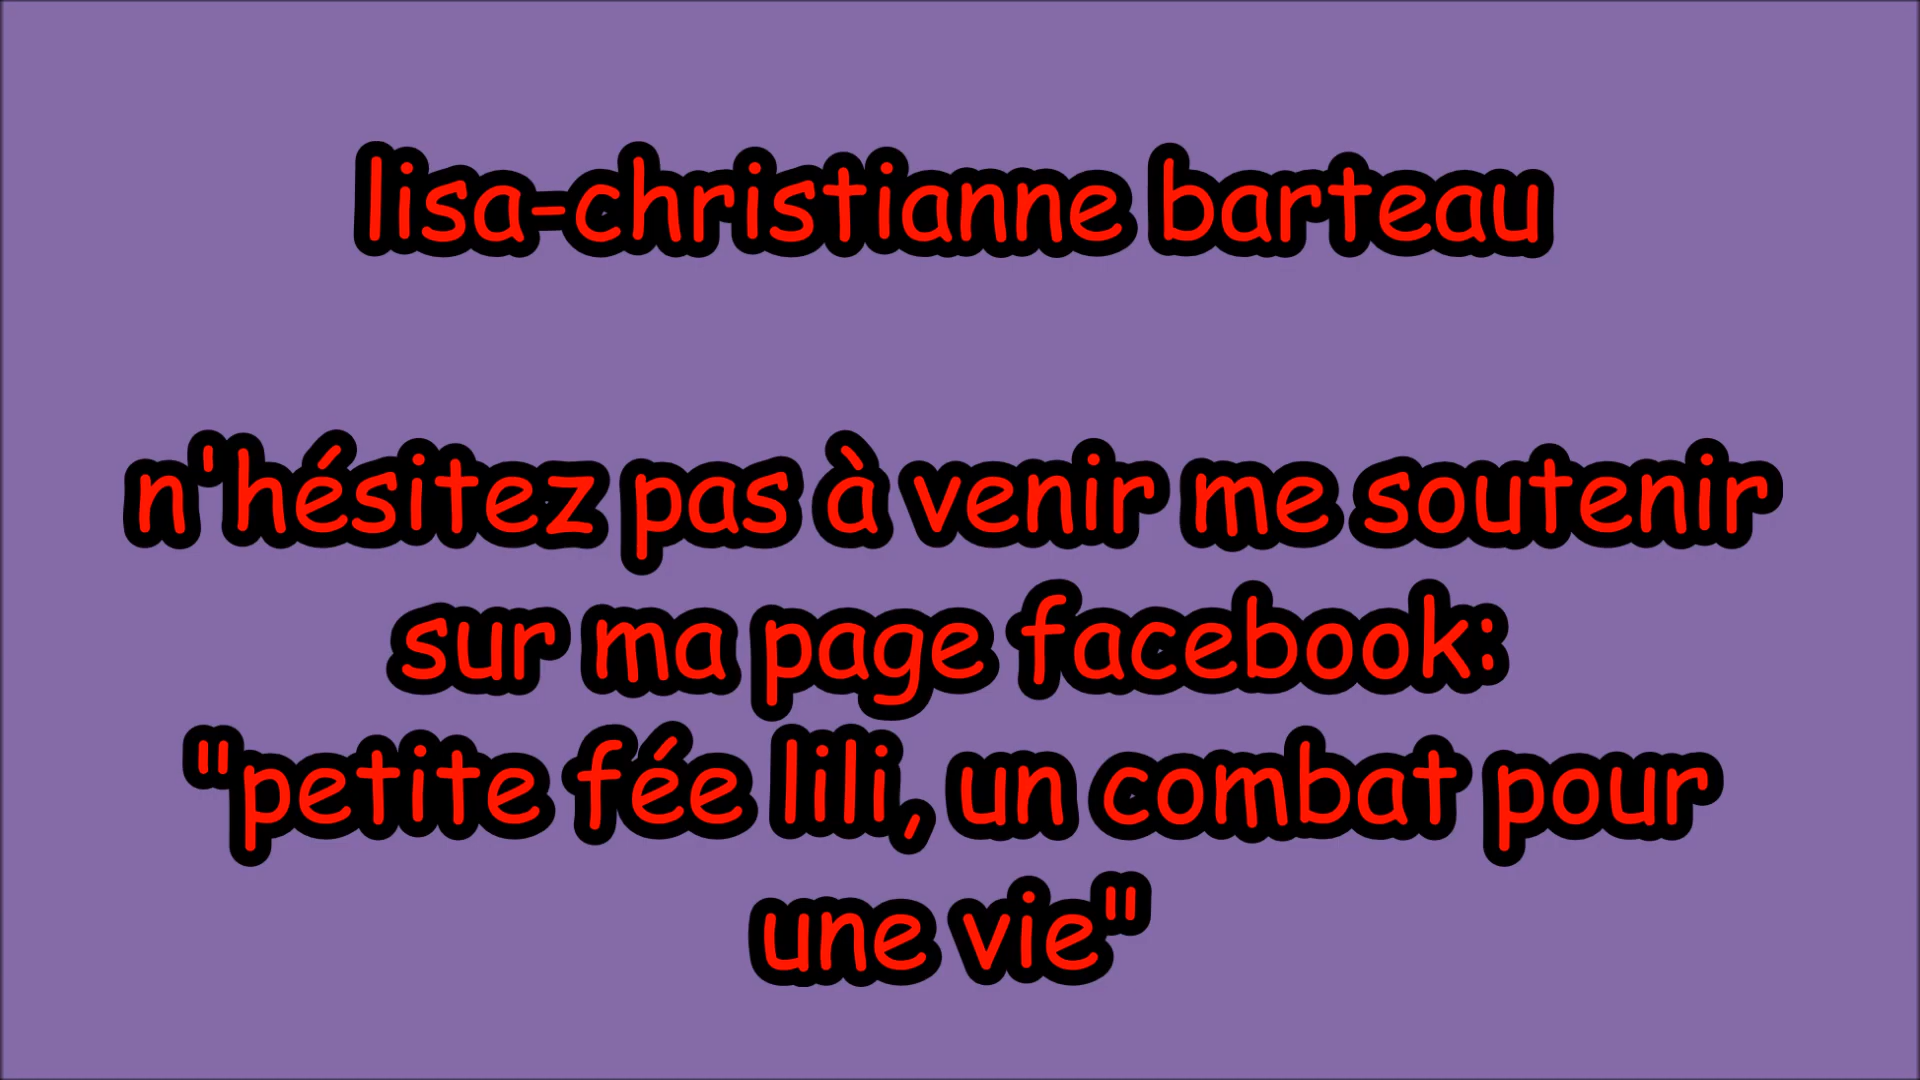 lisa-christianne barteau
n'hésitez pas à venir me soutenir
sur ma page facebook:
"petite fée lili, un combat pour
une vie"